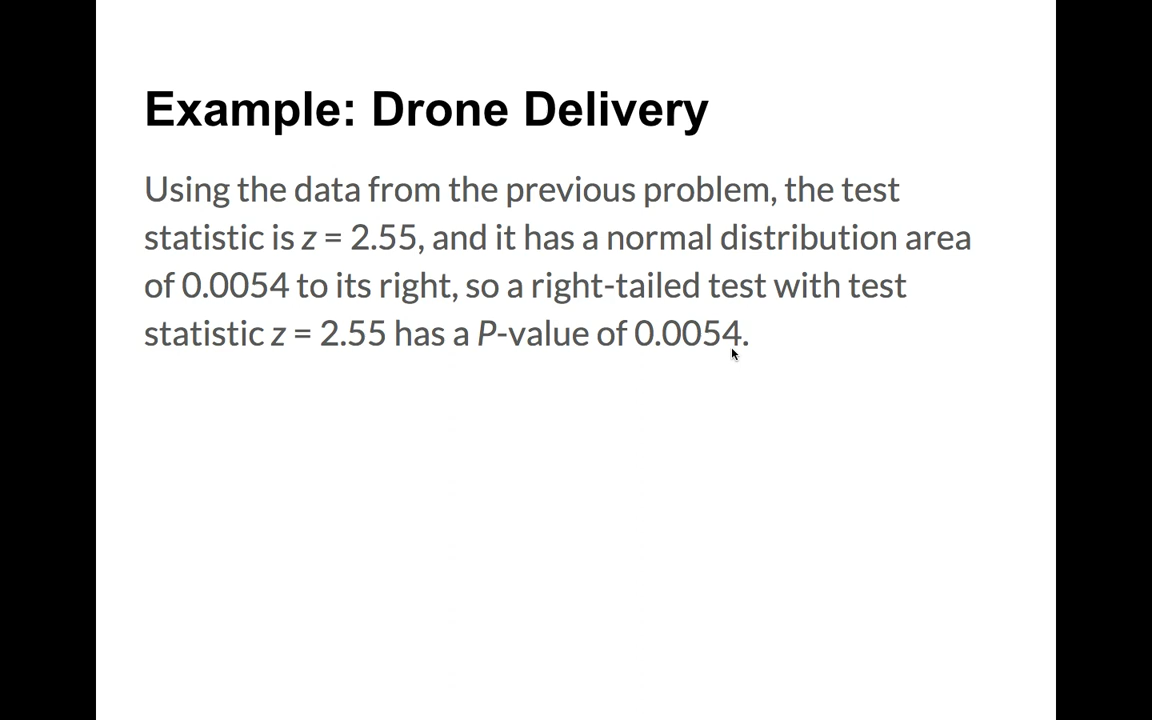 Example: Drone Delivery
Using the data from the previous problem, the test
statistic is z = 2.55, and it has a normal distribution area
of 0.0054 to its right, so a right-tailed test with test
statistic z = 2.55 has a P-value of 0.0054.